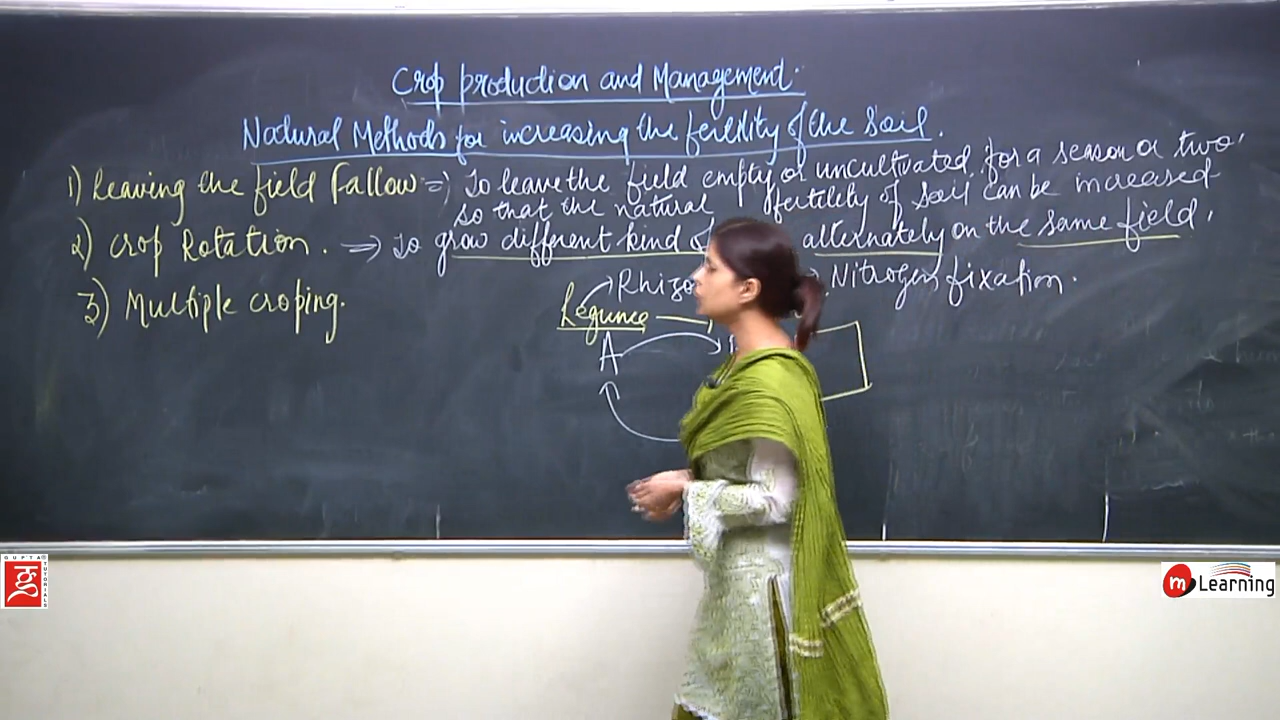 Crop production and Management.
Natural Methods for increasing the fertility of the soil.
1) Leaving the field fallow => To leave the field empty or uncultivated for a season or two,
so that the natural fertility of soil can be increased
2) Crop Rotation. => To grow different kind of alternately on the same field,
Rhizo Nitrogen fixation.
3) Multiple croping.
Legume
A
GUPTA TUTORIALS
m Learning